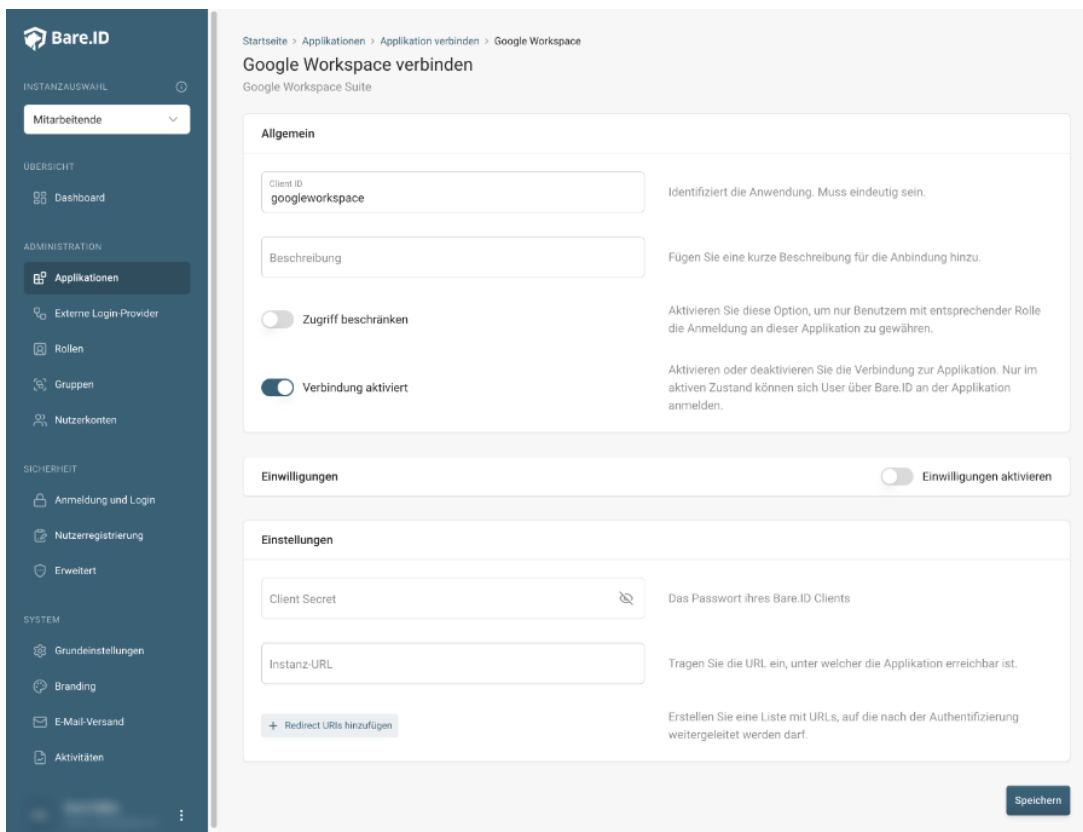 Bare.ID
INSTANZAUSWAHL
Mitarbeitende
ÜBERSICHT
Dashboard
ADMINISTRATION
Applikationen
Externe Login-Provider
Rollen
Gruppen
Nutzerkonten
SICHERHEIT
Anmeldung und Login
Nutzerregistrierung
Erweitert
SYSTEM
Grundeinstellungen
Branding
E-Mail-Versand
Aktivitäten
Startseite > Applikationen > Applikation verbinden > Google Workspace
Google Workspace verbinden
Google Workspace Suite
Allgemein
Client ID
googleworkspace
Identifiziert die Anwendung. Muss eindeutig sein.
Beschreibung
Fügen Sie eine kurze Beschreibung für die Anbindung hinzu.
Zugriff beschränken
Aktivieren Sie diese Option, um nur Benutzern mit entsprechender Rolle
die Anmeldung an dieser Applikation zu gewähren.
Verbindung aktiviert
Aktivieren oder deaktivieren Sie die Verbindung zur Applikation. Nur im
aktiven Zustand können sich User über Bare.ID an der Applikation
anmelden.
Einwilligungen
Einwilligungen aktivieren
Einstellungen
Client Secret
Das Passwort ihres Bare.ID Clients
Instanz-URL
Tragen Sie die URL ein, unter welcher die Applikation erreichbar ist.
+ Redirect URIs hinzufügen
Erstellen Sie eine Liste mit URLs, auf die nach der Authentifizierung
weitergeleitet werden darf.
Speichern